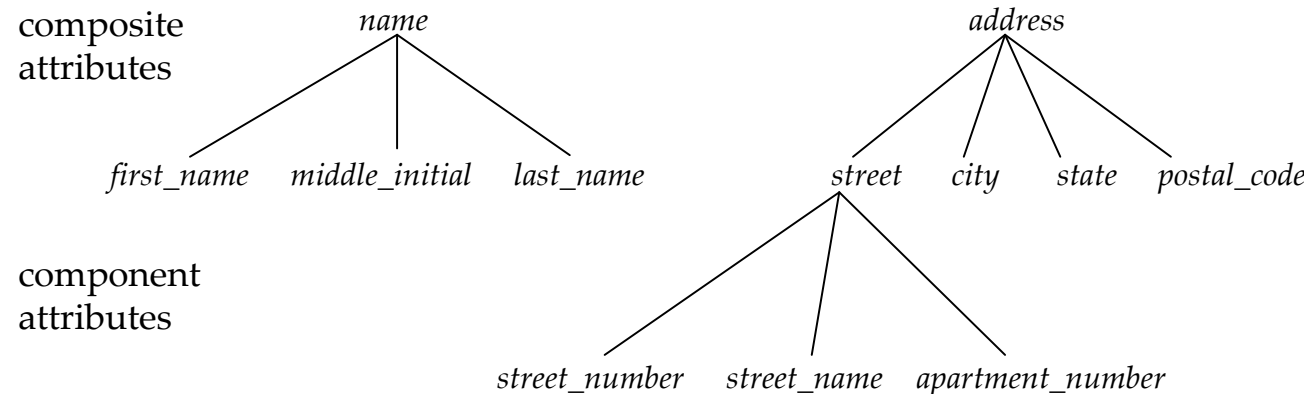 composite
attributes
name
address
first_name middle_initial last_name
street city state postal_code
component
attributes
street_number street_name apartment_number